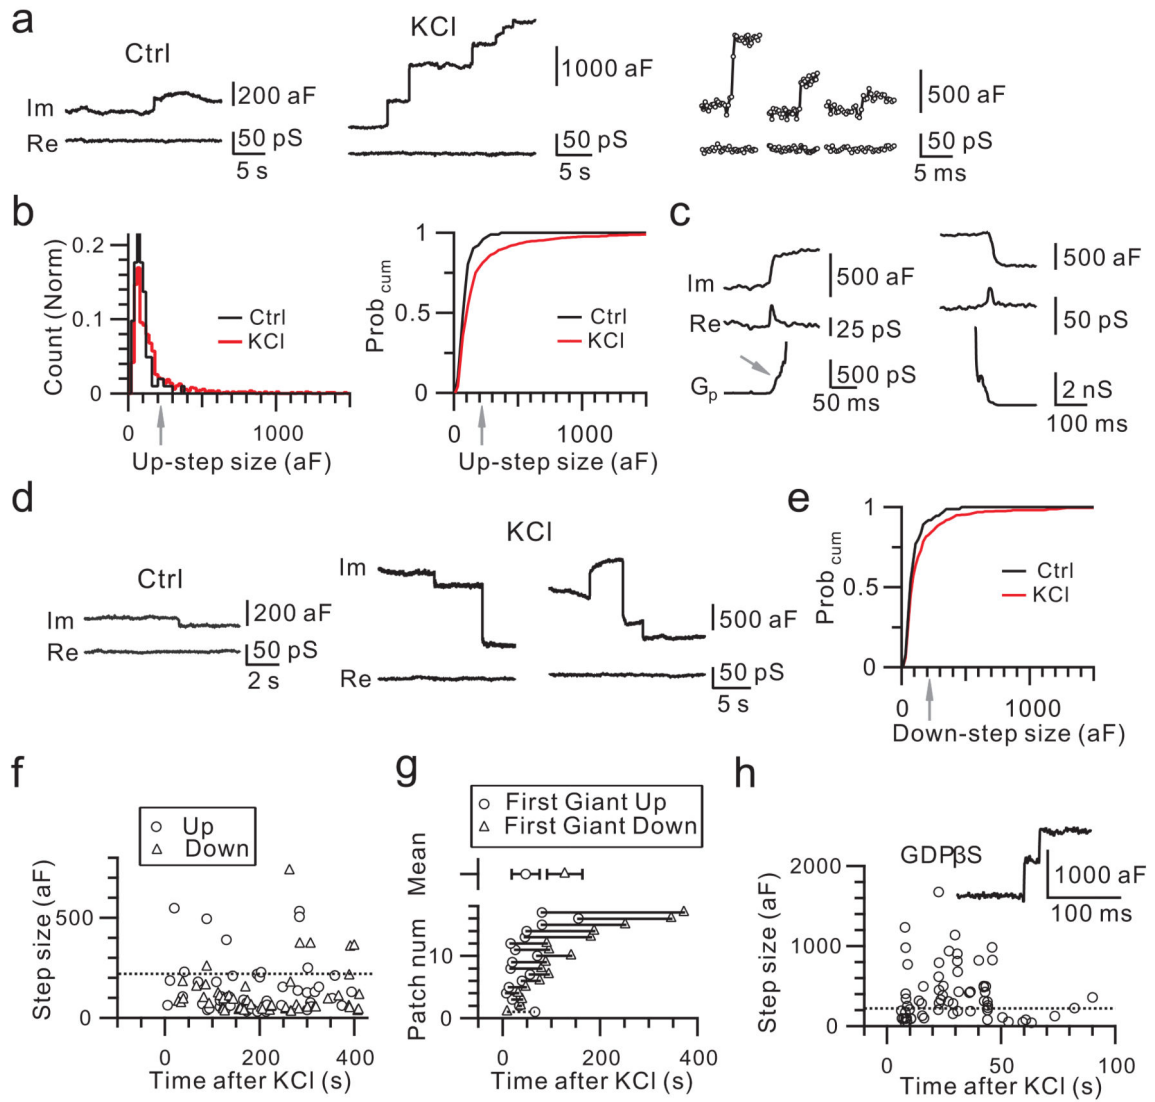 a
Ctrl
Im
200 aF
Re
50 pS
5 s
KCl
1000 aF
50 pS
5 s
500 aF
50 pS
5 ms
b
Count (Norm)
0.2
0.1
0
Ctrl
KCl
0
1000
Up-step size (aF)
Prob cum
1
0.5
0
Ctrl
KCl
0
1000
Up-step size (aF)
c
Im
500 aF
Re
25 pS
Gp
500 pS
50 ms
500 aF
50 pS
2 nS
100 ms
d
Ctrl
Im
200 aF
Re
50 pS
2 s
KCl
Im
500 aF
Re
50 pS
5 s
e
Prob cum
1
0.5
0
Ctrl
KCl
0
1000
Down-step size (aF)
f
Up
Down
Step size (aF)
500
0
0
200
400
Time after KCl (s)
g
First Giant Up
First Giant Down
Mean
Patch num
10
0
0
200
400
Time after KCl (s)
h
GDPβS
1000 aF
100 ms
Step size (aF)
2000
1000
0
0
50
100
Time after KCl (s)